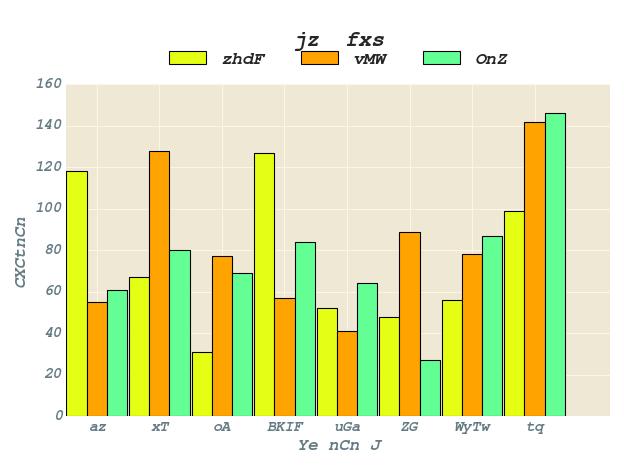 jz fxs
zhdF vMW OnZ
160
140
120
100
80
60
40
20
0
CXCtnCn
az xT oA BKIF uGa ZG WyTw tq
Ye nCn J